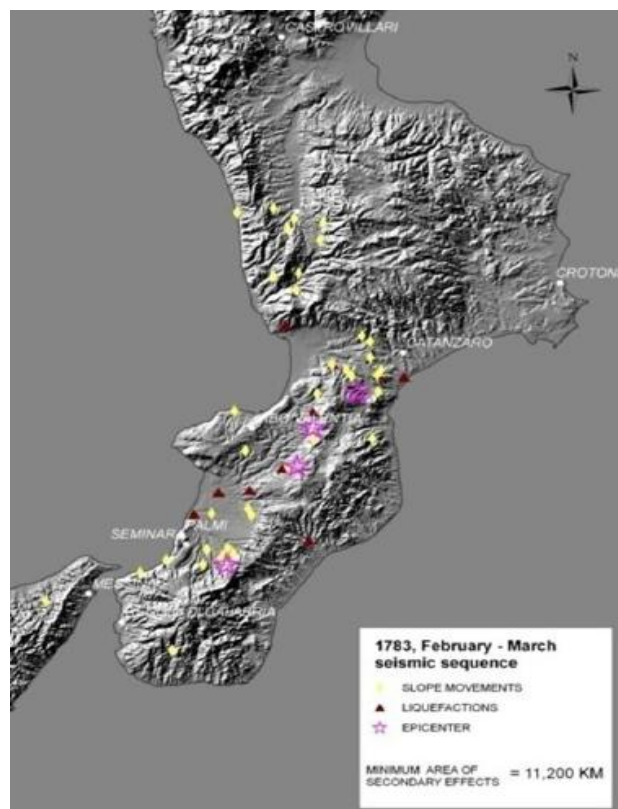 CASTROVILLARI
N
CROTON
CATANZARO
SEMINARA
PALMI
1783, February - March
seismic sequence
SLOPE MOVEMENTS
LIQUEFACTIONS
EPICENTER
MINIMUM AREA OF
SECONDARY EFFECTS = 11,200 KM